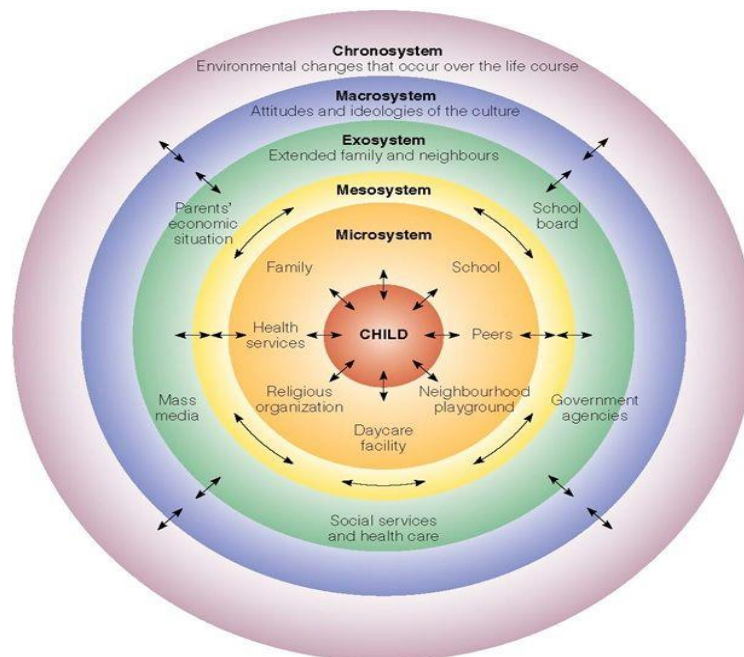 Chronosystem
Environmental changes that occur over the life course
Macrosystem
Attitudes and ideologies of the culture
Exosystem
Extended family and neighbours
Mesosystem
Parents'
economic
situation
School
board
Microsystem
Family
School
Health
services
CHILD
Peers
Religious
organization
Neighbourhood
playground
Mass
media
Government
agencies
Daycare
facility
Social services
and health care